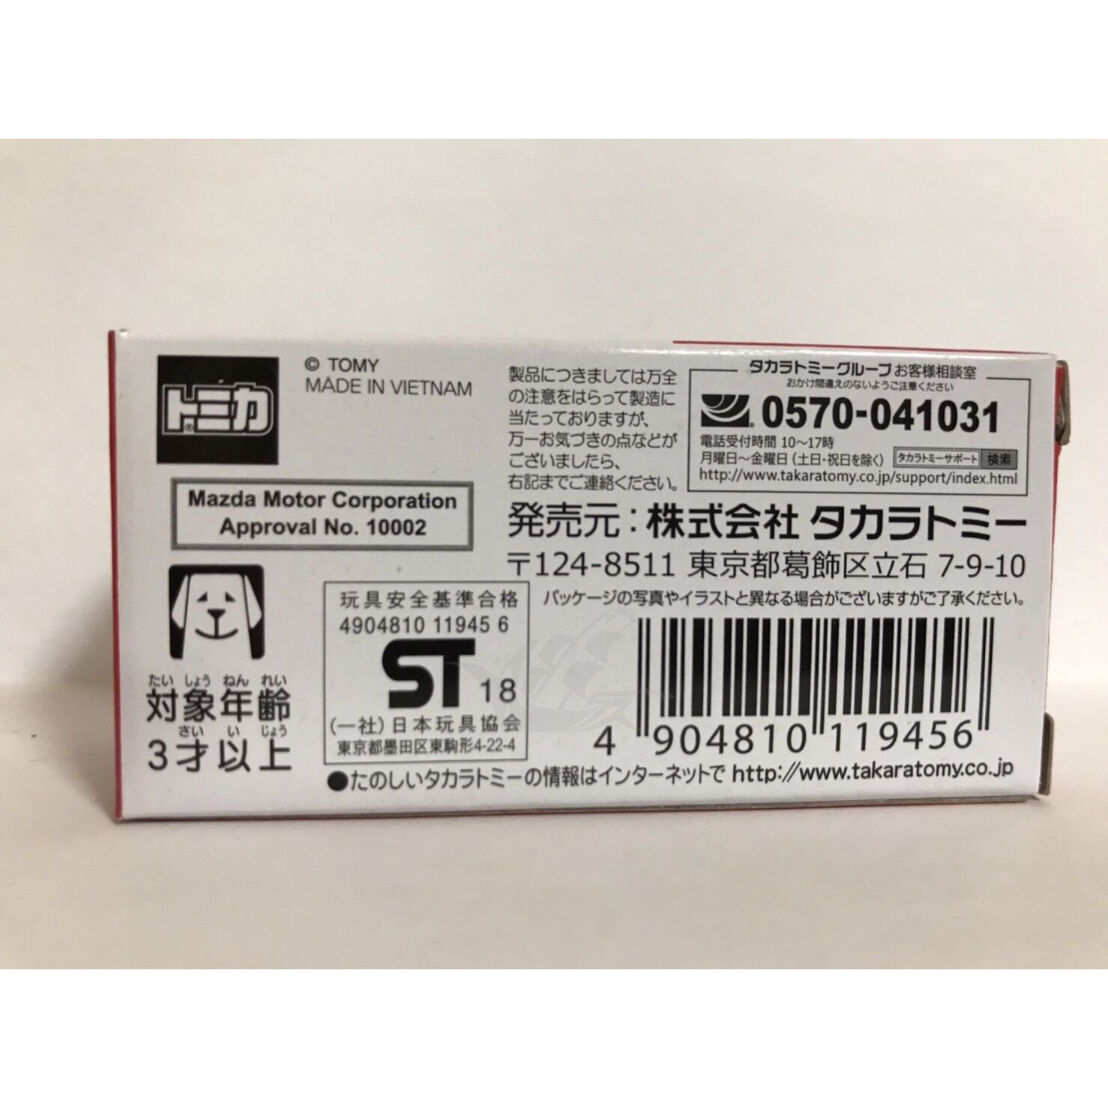 トミカ®
© TOMY
MADE IN VIETNAM
Mazda Motor Corporation
Approval No. 10002
たいしょうねんれい
対象年齢
さいいじょう
3才以上
玩具安全基準合格
4904810 11945 6
ST 18
(一社)日本玩具協会
東京都墨田区東駒形4-22-4
製品につきましては万全
の注意をはらって製造に
当たっておりますが、
万一お気づきの点などが
ございましたら、
右記までご連絡ください。
タカラトミーグループお客様相談室
おかけ間違えのないようご注意ください
0570-041031
電話受付時間 10〜17時
月曜日〜金曜日(土日・祝日を除く) タカラトミーサポート 検索
http://www.takaratomy.co.jp/support/index.html
発売元:株式会社 タカラトミー
〒124-8511 東京都葛飾区立石 7-9-10
パッケージの写真やイラストと異なる場合がございますがご了承ください。
4 904810 119456
●たのしいタカラトミーの情報はインターネットで http://www.takaratomy.co.jp